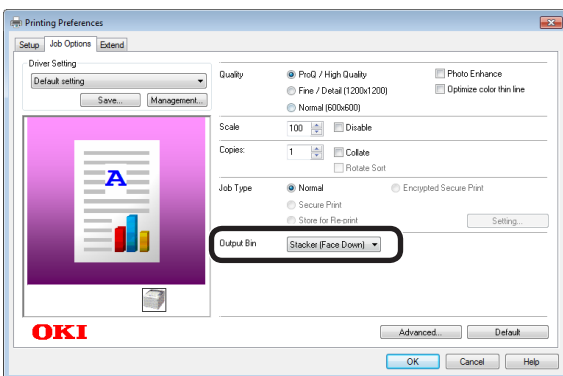 Printing Preferences
Setup Job Options Extend
Driver Setting
Default setting
Save... Management...
A
OKI
Quality ProQ / High Quality Photo Enhance
Fine / Detail (1200x1200) Optimize color thin line
Normal (600x600)
Scale 100 Disable
Copies: 1 Collate
Rotate Sort
Job Type Normal Encrypted Secure Print
Secure Print
Store for Re-print Setting...
Output Bin Stacker (Face Down)
Advanced... Default
OK Cancel Help